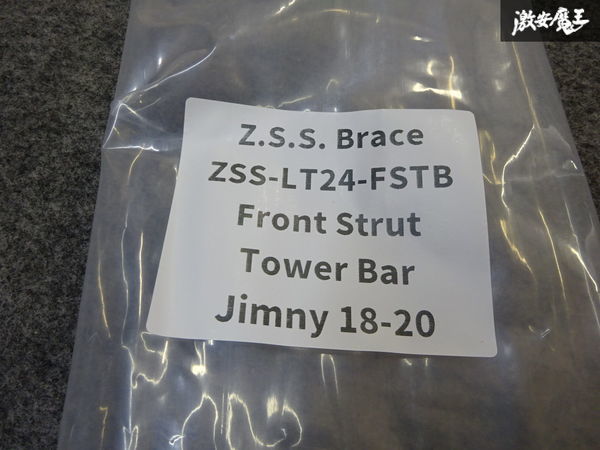 激安魔王
Z.S.S. Brace
ZSS-LT24-FSTB
Front Strut
Tower Bar
Jimny 18-20